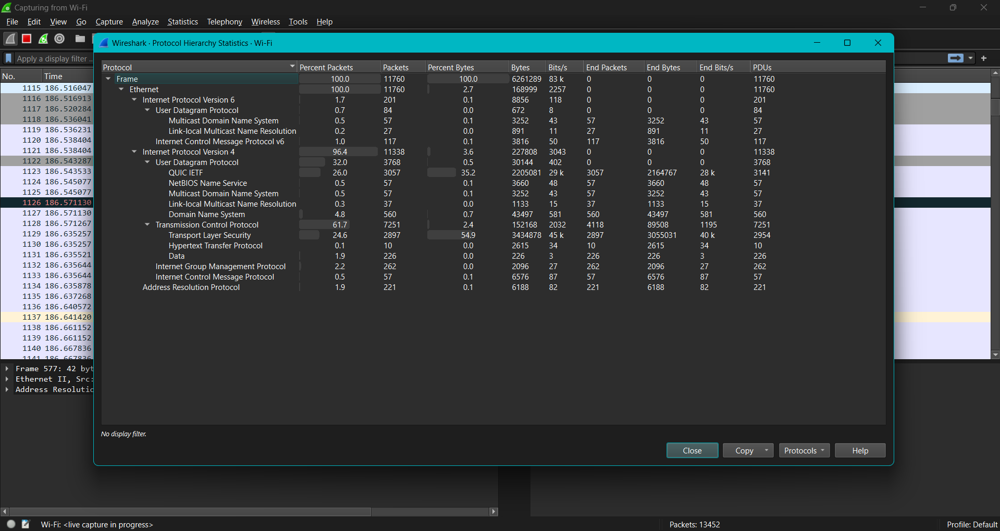 Capturing from Wi-Fi
File Edit View Go Capture Analyze Statistics Telephony Wireless Tools Help
Wireshark · Protocol Hierarchy Statistics · Wi-Fi
Apply a display filter ..
No. Time
1115 186.516047
1116 186.516913
1117 186.520284
1118 186.536041
1119 186.536231
1120 186.538404
1121 186.538404
1122 186.543287
1123 186.543533
1124 186.545077
1125 186.545077
1126 186.571130
1127 186.571130
1128 186.571267
1129 186.635257
1130 186.635257
1131 186.635521
1132 186.635644
1133 186.635644
1134 186.635878
1135 186.637268
1136 186.640572
1137 186.641420
1138 186.661152
1139 186.661152
1140 186.667836
1141 186.667836
Protocol Percent Packets Packets Percent Bytes Bytes Bits/s End Packets End Bytes End Bits/s PDUs
Frame 100.0 11760 100.0 6261289 83 k 0 0 0 11760
Ethernet 100.0 11760 2.7 168999 2257 0 0 0 11760
Internet Protocol Version 6 1.7 201 0.1 8856 118 0 0 0 201
User Datagram Protocol 0.7 84 0.0 672 8 0 0 0 84
Multicast Domain Name System 0.5 57 0.1 3252 43 57 3252 43 57
Link-local Multicast Name Resolution 0.2 27 0.0 891 11 27 891 11 27
Internet Control Message Protocol v6 1.0 117 0.1 3816 50 117 3816 50 117
Internet Protocol Version 4 96.4 11338 3.6 227808 3043 0 0 0 11338
User Datagram Protocol 32.0 3768 0.5 30144 402 0 0 0 3768
QUIC IETF 26.0 3057 35.2 2205081 29 k 3057 2164767 28 k 3141
NetBIOS Name Service 0.5 57 0.1 3660 48 57 3660 48 57
Multicast Domain Name System 0.5 57 0.1 3252 43 57 3252 43 57
Link-local Multicast Name Resolution 0.3 37 0.0 1133 15 37 1133 15 37
Domain Name System 4.8 560 0.7 43497 581 560 43497 581 560
Transmission Control Protocol 61.7 7251 2.4 152168 2032 4118 89508 1195 7251
Transport Layer Security 24.6 2897 54.9 3434878 45 k 2897 3055031 40 k 2954
Hypertext Transfer Protocol 0.1 10 0.0 2615 34 10 2615 34 10
Data 1.9 226 0.0 226 3 226 226 3 226
Internet Group Management Protocol 2.2 262 0.0 2096 27 262 2096 27 262
Internet Control Message Protocol 0.5 57 0.1 6576 87 57 6576 87 57
Address Resolution Protocol 1.9 221 0.1 6188 82 221 6188 82 221
Frame 577: 42 byt
Ethernet II, Src:
Address Resolutio
No display filter.
Close Copy Protocols Help
Wi-Fi: <live capture in progress> Packets: 13452 Profile: Default